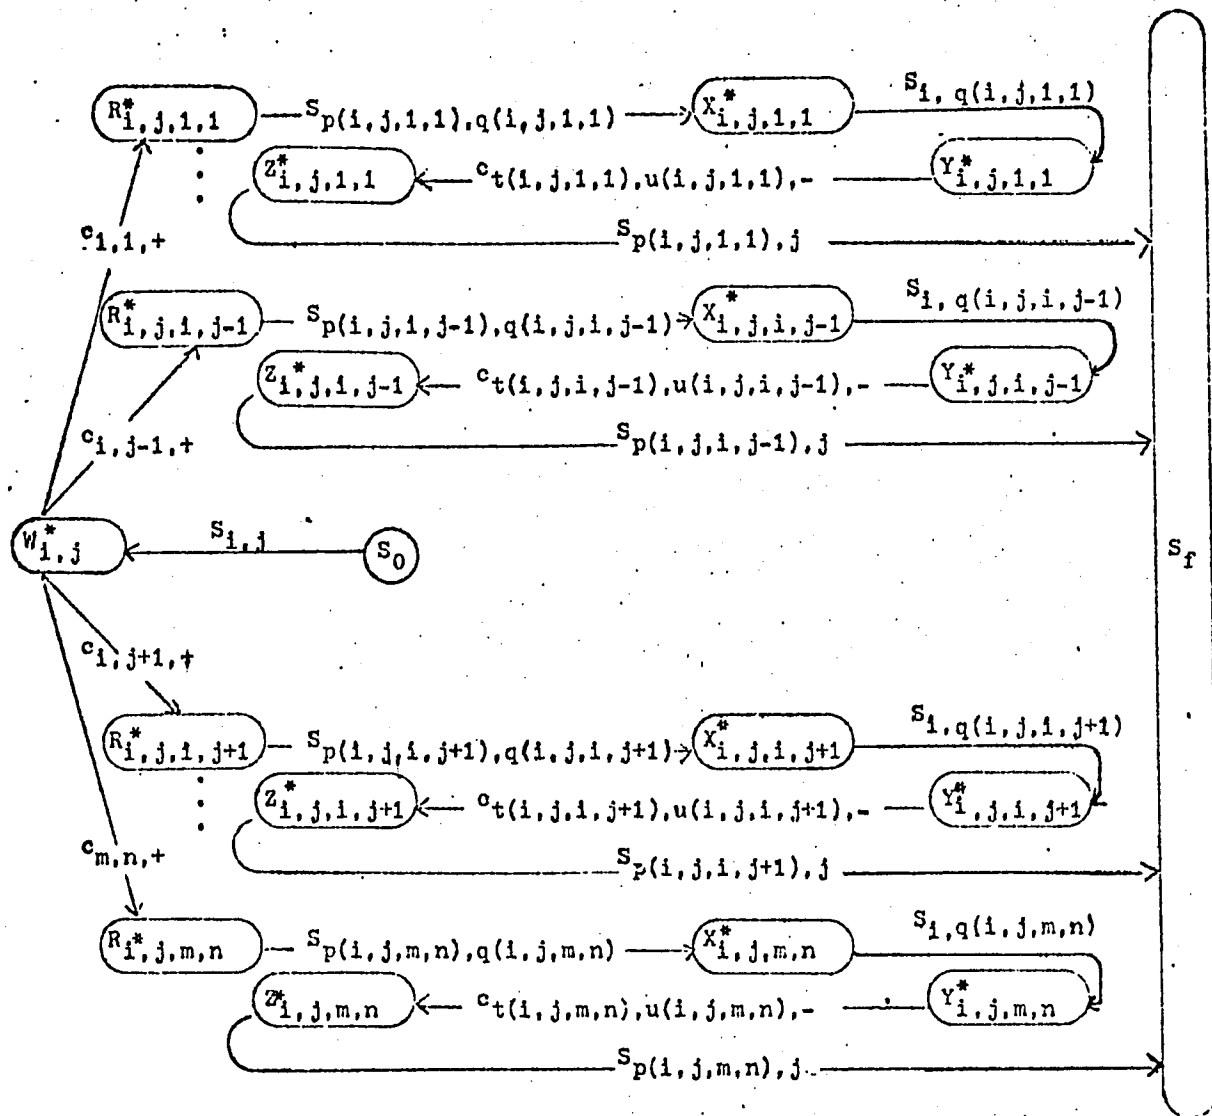 R*i,j,1,1 Sp(i,j,1,1),q(i,j,1,1) X*i,j,1,1 Si,q(i,j,1,1)
Z*i,j,1,1 ct(i,j,1,1),u(i,j,1,1),- Y*i,j,1,1
c1,1,+ Sp(i,j,1,1),j
R*i,j,i,j-1 Sp(i,j,i,j-1),q(i,j,i,j-1) X*i,j,i,j-1 Si,q(i,j,i,j-1)
Z*i,j,i,j-1 ct(i,j,i,j-1),u(i,j,i,j-1),- Y*i,j,i,j-1
ci,j-1,+ Sp(i,j,i,j-1),j
W*i,j Si,j S0 Sf
ci,j+1,+
R*i,j,i,j+1 Sp(i,j,i,j+1),q(i,j,i,j+1) X*i,j,i,j+1 Si,q(i,j,i,j+1)
Z*i,j,i,j+1 ct(i,j,i,j+1),u(i,j,i,j+1),- Y*i,j,i,j+1
cm,n,+ Sp(i,j,i,j+1),j
R*i,j,m,n Sp(i,j,m,n),q(i,j,m,n) X*i,j,m,n Si,q(i,j,m,n)
Z*i,j,m,n ct(i,j,m,n),u(i,j,m,n),- Y*i,j,m,n
Sp(i,j,m,n),j